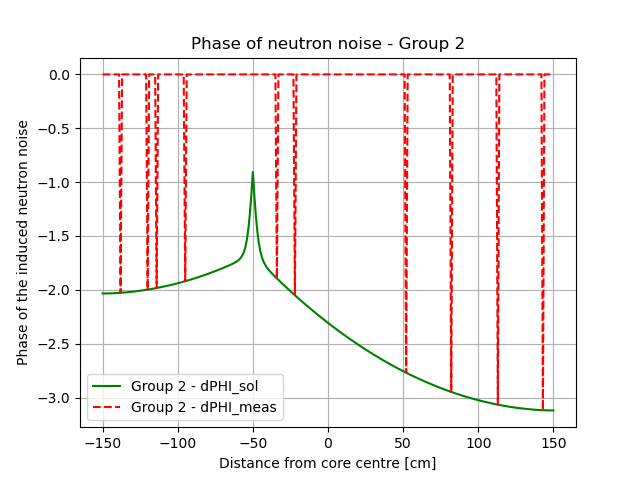 Phase of neutron noise - Group 2
Phase of the induced neutron noise
0.0
−0.5
−1.0
−1.5
−2.0
−2.5
−3.0
Group 2 - dPHI_sol
Group 2 - dPHI_meas
−150
−100
−50
0
50
100
150
Distance from core centre [cm]